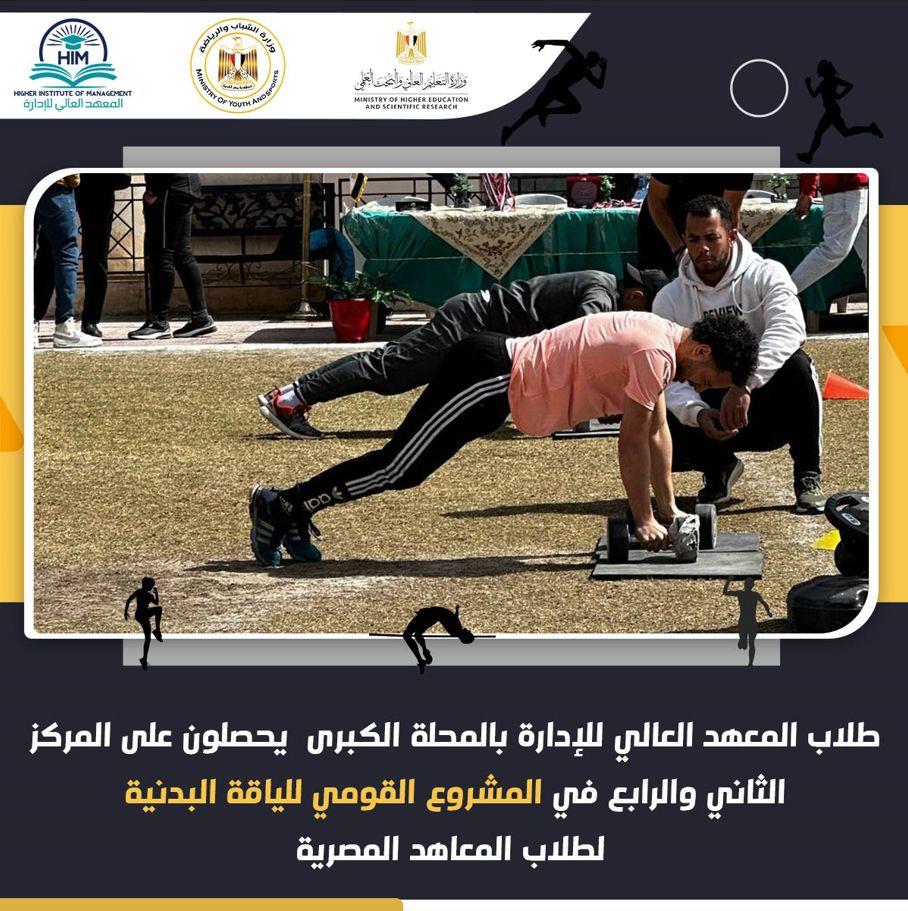 HIM
HIGHER INSTITUTE OF MANAGEMENT
المعهد العالي للإدارة
وزارة الشباب والرياضة
MINISTRY OF YOUTH AND SPORTS
وزارة التعليم العالي والبحث العلمي
MINISTRY OF HIGHER EDUCATION
AND SCIENTIFIC RESEARCH
طلاب المعهد العالي للإدارة بالمحلة الكبرى يحصلون على المركز
الثاني والرابع في المشروع القومي للياقة البدنية
لطلاب المعاهد المصرية